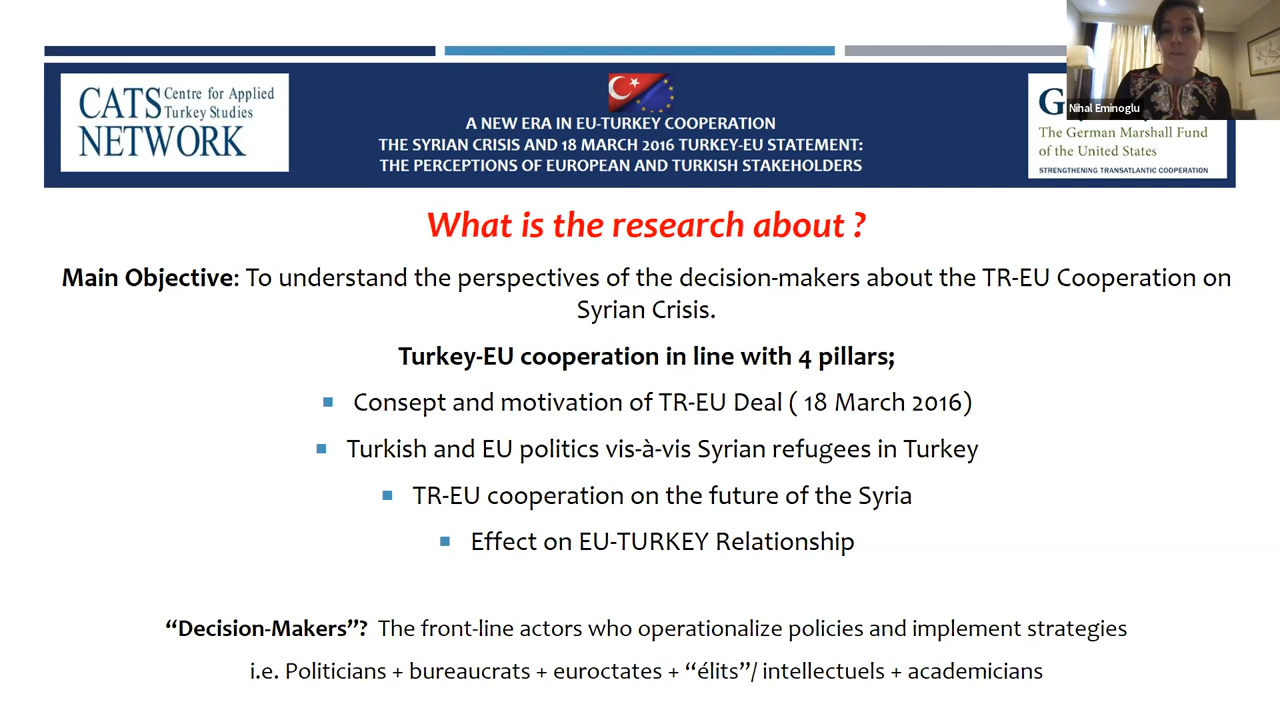 CATS Centre for Applied
Turkey Studies
NETWORK
A NEW ERA IN EU-TURKEY COOPERATION
THE SYRIAN CRISIS AND 18 MARCH 2016 TURKEY-EU STATEMENT:
THE PERCEPTIONS OF EUROPEAN AND TURKISH STAKEHOLDERS
G
Nihal Eminoglu
The German Marshall Fund
of the United States
STRENGTHENING TRANSATLANTIC COOPERATION
What is the research about ?
Main Objective: To understand the perspectives of the decision-makers about the TR-EU Cooperation on
Syrian Crisis.
Turkey-EU cooperation in line with 4 pillars;
Consept and motivation of TR-EU Deal ( 18 March 2016)
Turkish and EU politics vis-à-vis Syrian refugees in Turkey
TR-EU cooperation on the future of the Syria
Effect on EU-TURKEY Relationship
“Decision-Makers”? The front-line actors who operationalize policies and implement strategies
i.e. Politicians + bureaucrats + euroctates + “élits”/ intellectuels + academicians